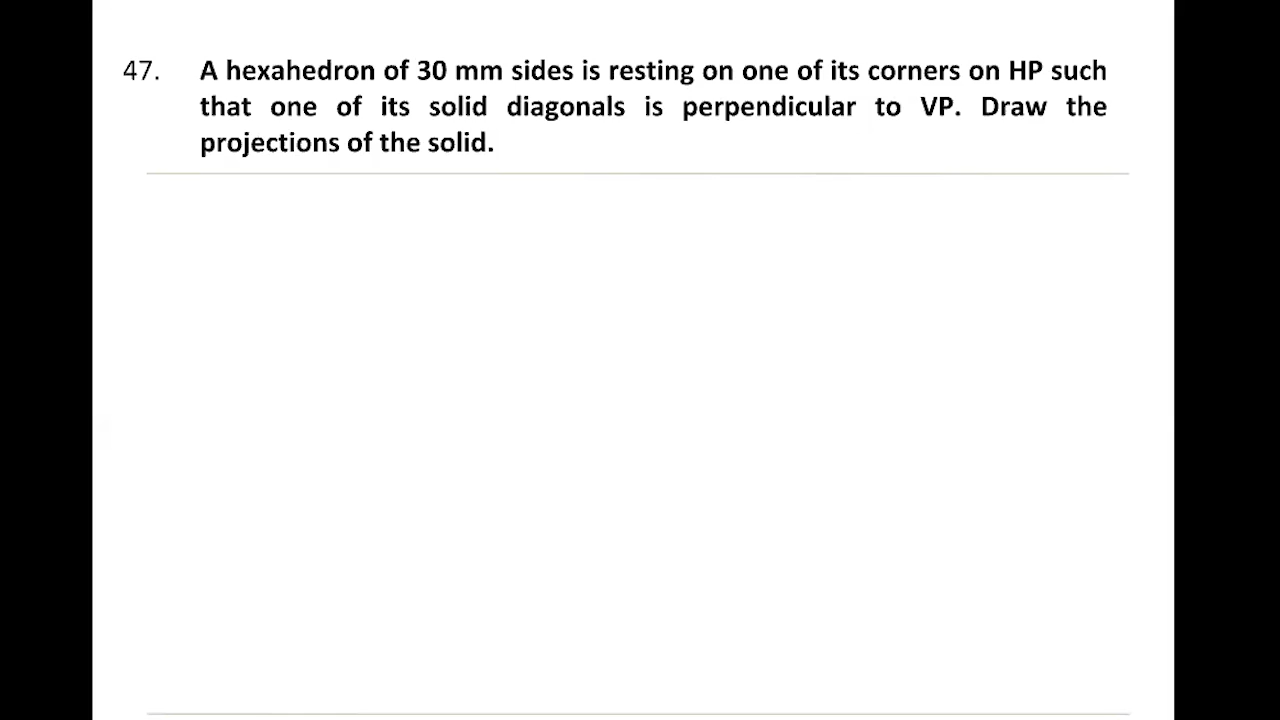 47. A hexahedron of 30 mm sides is resting on one of its corners on HP such
that one of its solid diagonals is perpendicular to VP. Draw the
projections of the solid.